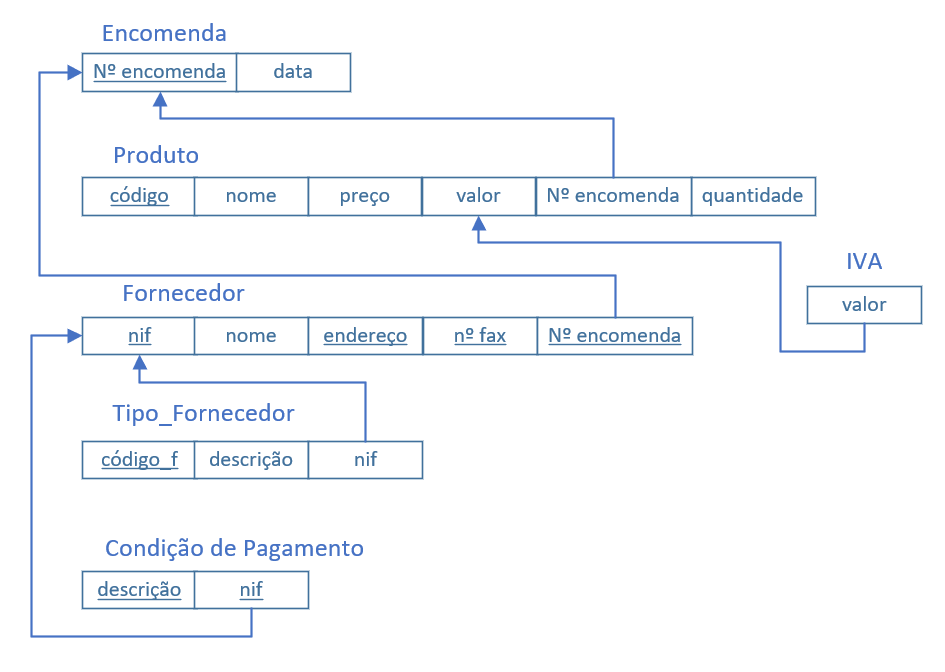 Encomenda
Nº encomenda data
Produto
código nome preço valor Nº encomenda quantidade
IVA
valor
Fornecedor
nif nome endereço nº fax Nº encomenda
Tipo_Fornecedor
código_f descrição nif
Condição de Pagamento
descrição nif